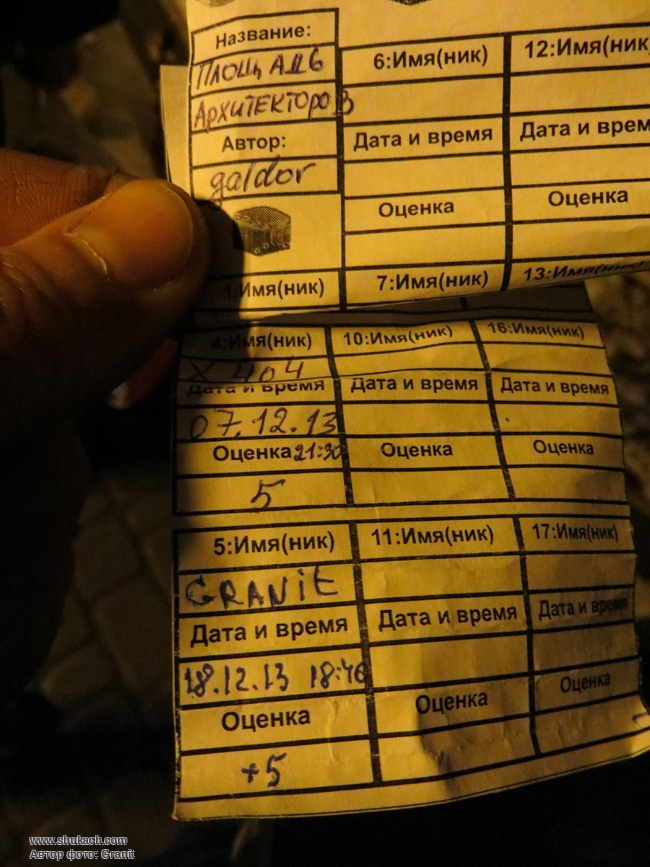 Название:
ПЛОЩАДЬ
АРХИТЕКТОРОВ
Автор:
galdor
6:Имя(ник)
12:Имя(ник
Дата и время
Дата и врем
Оценка
Оценка
1:Имя(ник)
7:Имя(ник)
13:Имя(ник)
4:Имя(ник)
10:Имя(ник)
16:Имя(ник)
X404
Дата и время
Дата и время
Дата и время
07.12.13
Оценка 21:30
Оценка
Оценка
5
5:Имя(ник)
11:Имя(ник)
17:Имя(ник)
GRANiT
Дата и время
Дата и время
Дата и время
18.12.13 18:46
Оценка
Оценка
Оценка
+5
www.shukach.com
Автор фото: Granit